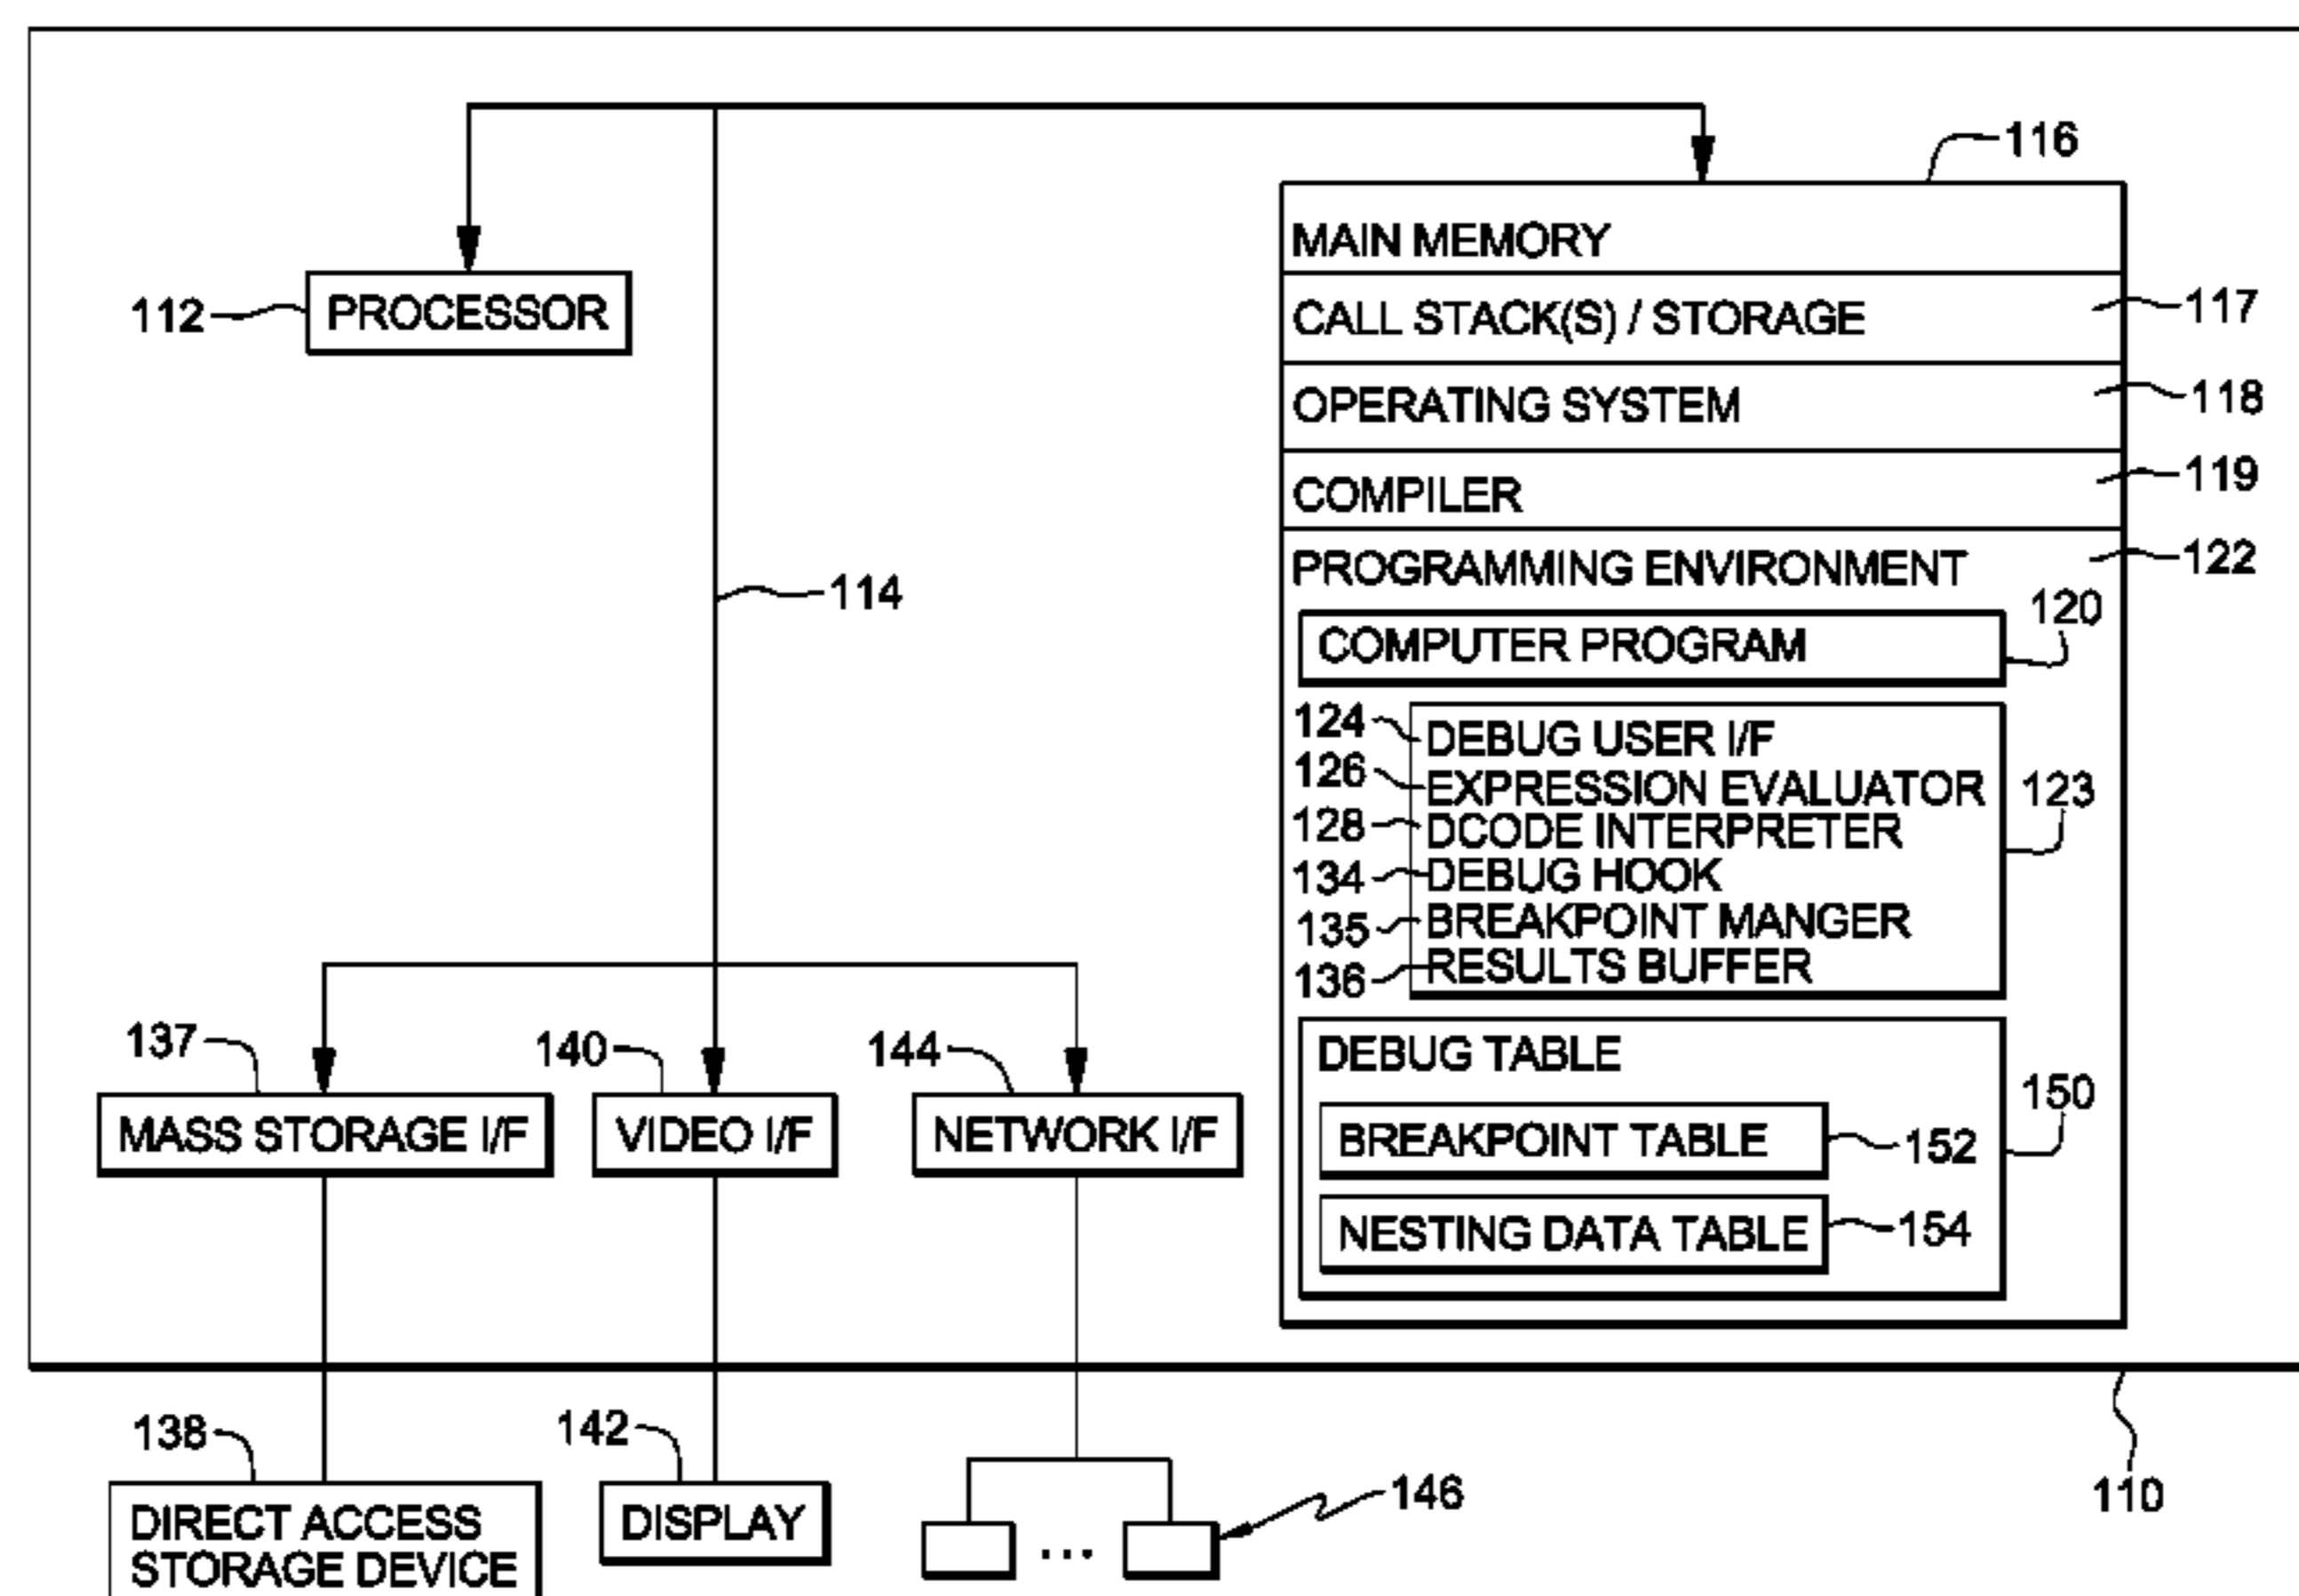 116
MAIN MEMORY
112
PROCESSOR
CALL STACK(S) / STORAGE
117
OPERATING SYSTEM
118
COMPILER
119
PROGRAMMING ENVIRONMENT
122
114
120
COMPUTER PROGRAM
124
DEBUG USER I/F
126
EXPRESSION EVALUATOR
123
128
DCODE INTERPRETER
134
DEBUG HOOK
135
BREAKPOINT MANGER
136
RESULTS BUFFER
137
140
144
DEBUG TABLE
150
MASS STORAGE I/F
VIDEO I/F
NETWORK I/F
BREAKPOINT TABLE
152
NESTING DATA TABLE
154
138
142
146
110
DIRECT ACCESS
STORAGE DEVICE
DISPLAY
...